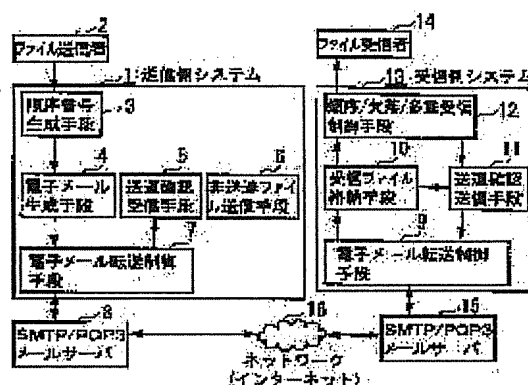 2
ファイル送信者
14
ファイル受信者
1:送信側システム
13:受信側システム
順序番号
生成手段
3
順序/欠落/多重受信
制御手段
12
4
5
6
10
11
電子メール
生成手段
送達確認
受信手段
非送達ファイ
ル送信手段
受信ファイル
格納手段
送達確認
送信手段
7
9
電子メール転送制御
手段
電子メール転送制御
手段
8
16
15
SMTP/POP3
メールサーバ
ネットワーク
(インターネット)
SMTP/POP3
メールサーバ